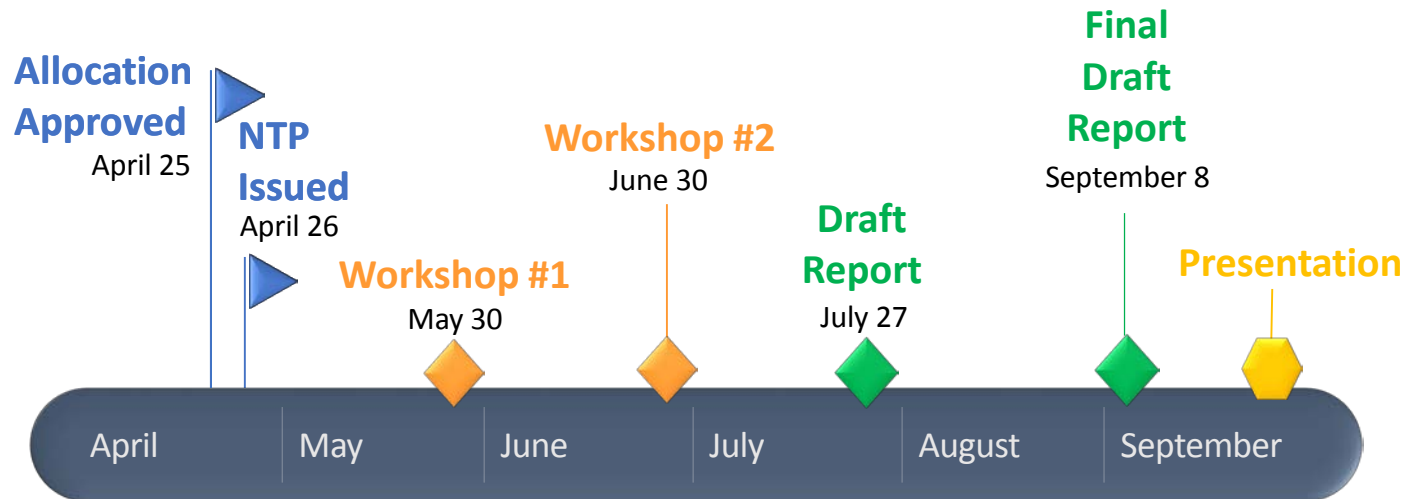 Allocation
Approved
April 25
NTP
Issued
April 26
Workshop #1
May 30
Workshop #2
June 30
Draft
Report
July 27
Final
Draft
Report
September 8
Presentation
April
May
June
July
August
September